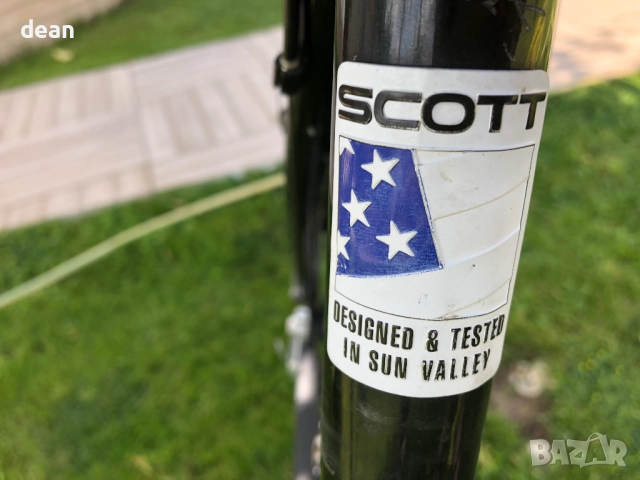 dean
SCOTT
DESIGNED & TESTED
IN SUN VALLEY
BAZAR